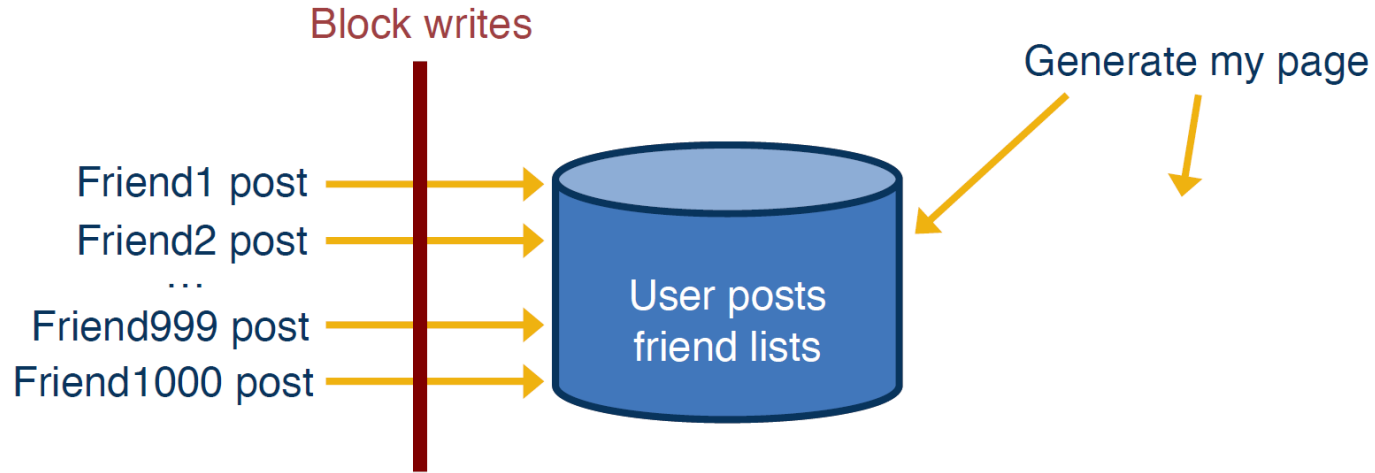 Block writes
Generate my page
Friend1 post
Friend2 post
...
Friend999 post
Friend1000 post
User posts
friend lists